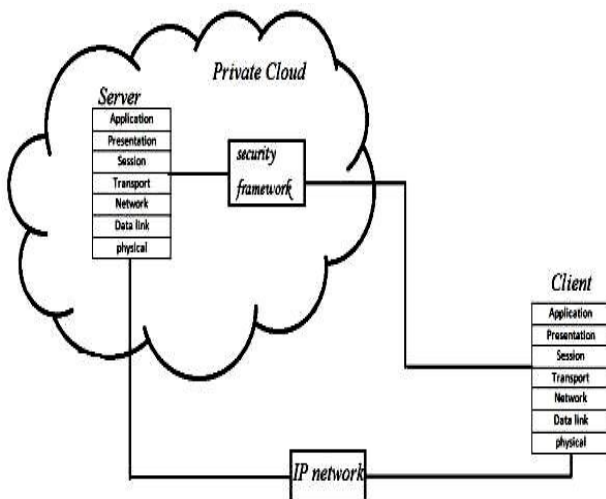 Private Cloud
Server
Application
Presentation
Session
Transport
Network
Data link
physical
security
framework
Client
Application
Presentation
Session
Transport
Network
Data link
physical
IP network